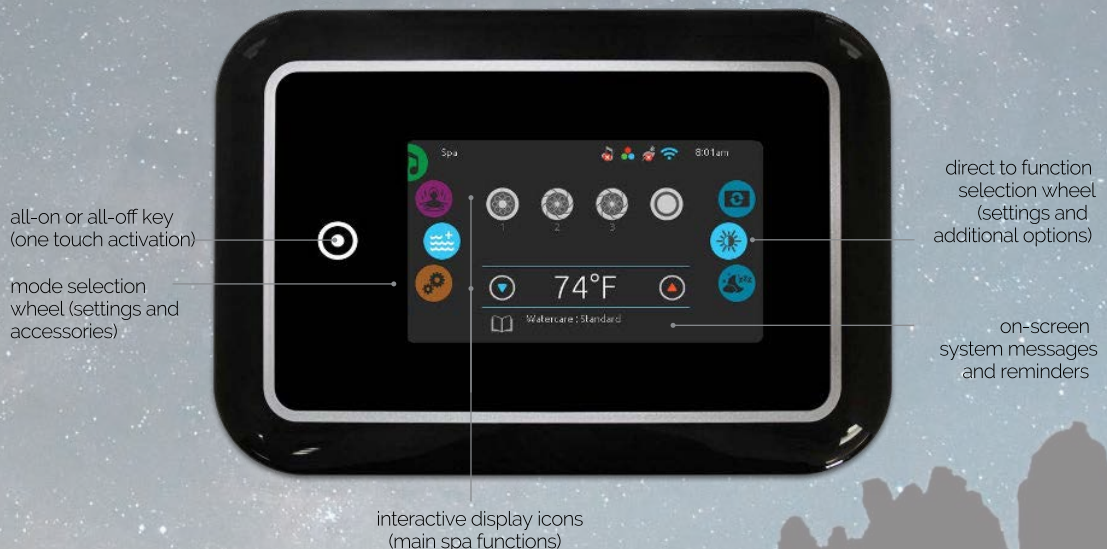 Spa
8:01am
1
2
3
74°F
Watercare : Standard
all-on or all-off key
(one touch activation)
mode selection
wheel (settings and
accessories)
direct to function
selection wheel
(settings and
additional options)
on-screen
system messages
and reminders
interactive display icons
(main spa functions)